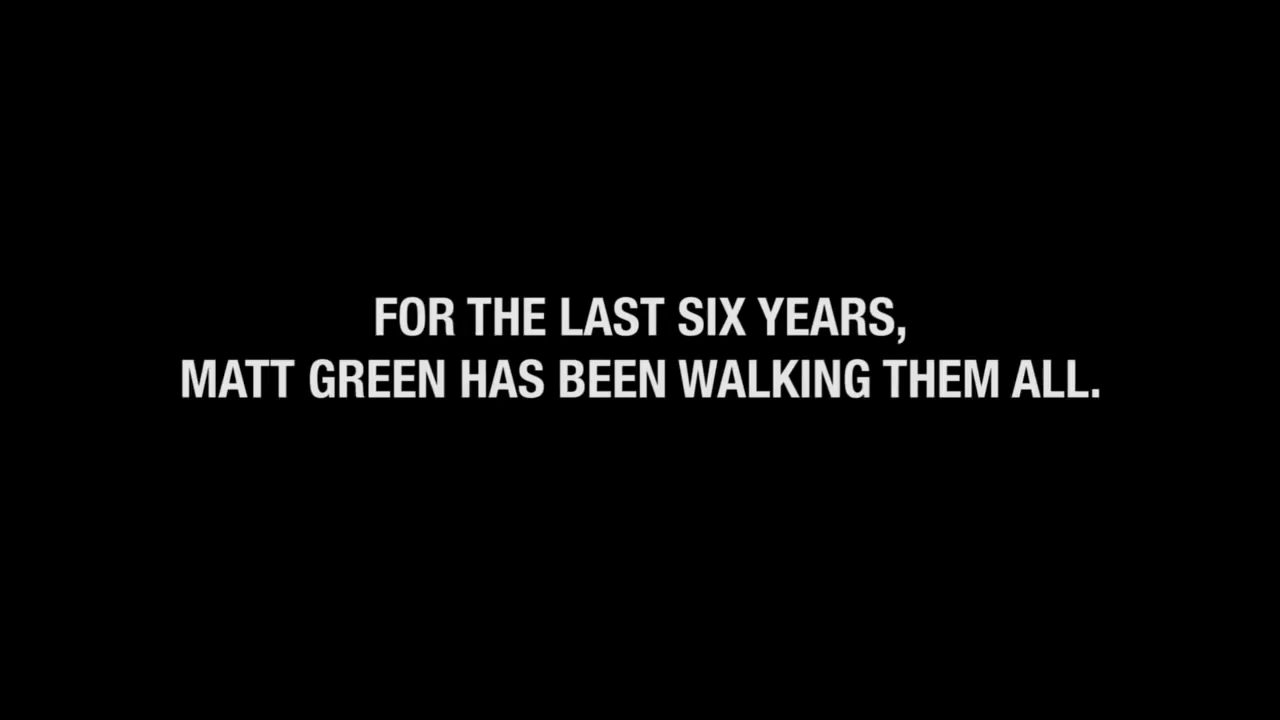 FOR THE LAST SIX YEARS,
MATT GREEN HAS BEEN WALKING THEM ALL.